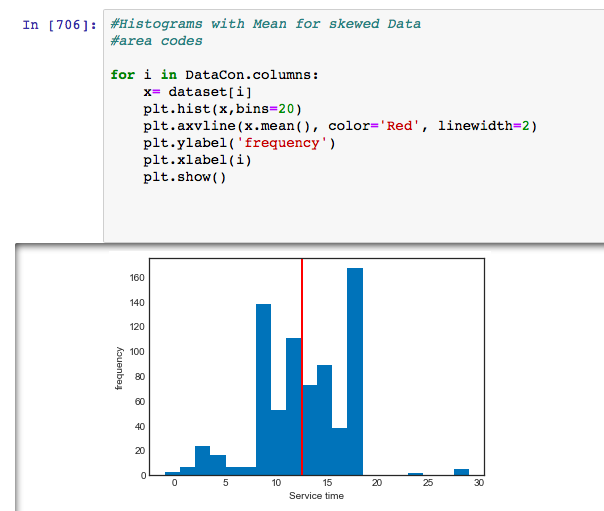 In [706]: #Histograms with Mean for skewed Data
#area codes
for i in DataCon.columns:
x= dataset[i]
plt.hist(x,bins=20)
plt.axvline(x.mean(), color='Red', linewidth=2)
plt.ylabel('frequency')
plt.xlabel(i)
plt.show()
160
140
120
100
80
60
40
20
0
frequency
0 5 10 15 20 25 30
Service time